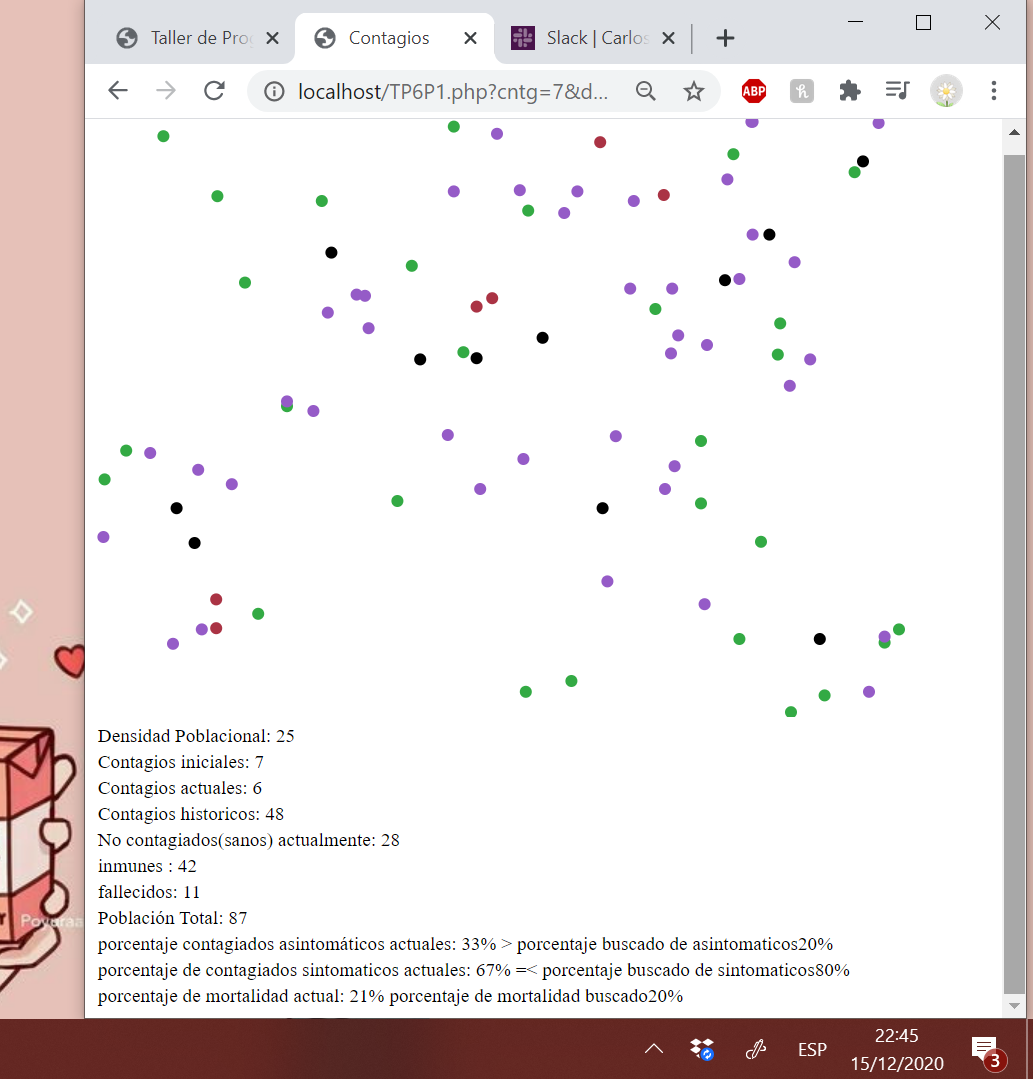 Taller de Pro
Contagios
Slack | Carlos
localhost/TP6P1.php?cntg=7&d...
ABP
Densidad Poblacional: 25
Contagios iniciales: 7
Contagios actuales: 6
Contagios historicos: 48
No contagiados(sanos) actualmente: 28
inmunes : 42
fallecidos: 11
Población Total: 87
porcentaje contagiados asintomáticos actuales: 33% > porcentaje buscado de asintomaticos20%
porcentaje de contagiados sintomaticos actuales: 67% =< porcentaje buscado de sintomaticos80%
porcentaje de mortalidad actual: 21% porcentaje de mortalidad buscado20%
ESP
22:45
15/12/2020
3